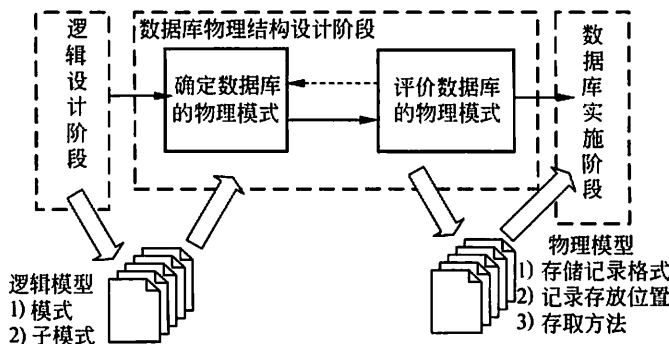 逻辑设计阶段
数据库物理结构设计阶段
确定数据库
的物理模式
评价数据库
的物理模式
数据库实施阶段
逻辑模型
1) 模式
2) 子模式
物理模型
1) 存储记录格式
2) 记录存放位置
3) 存取方法